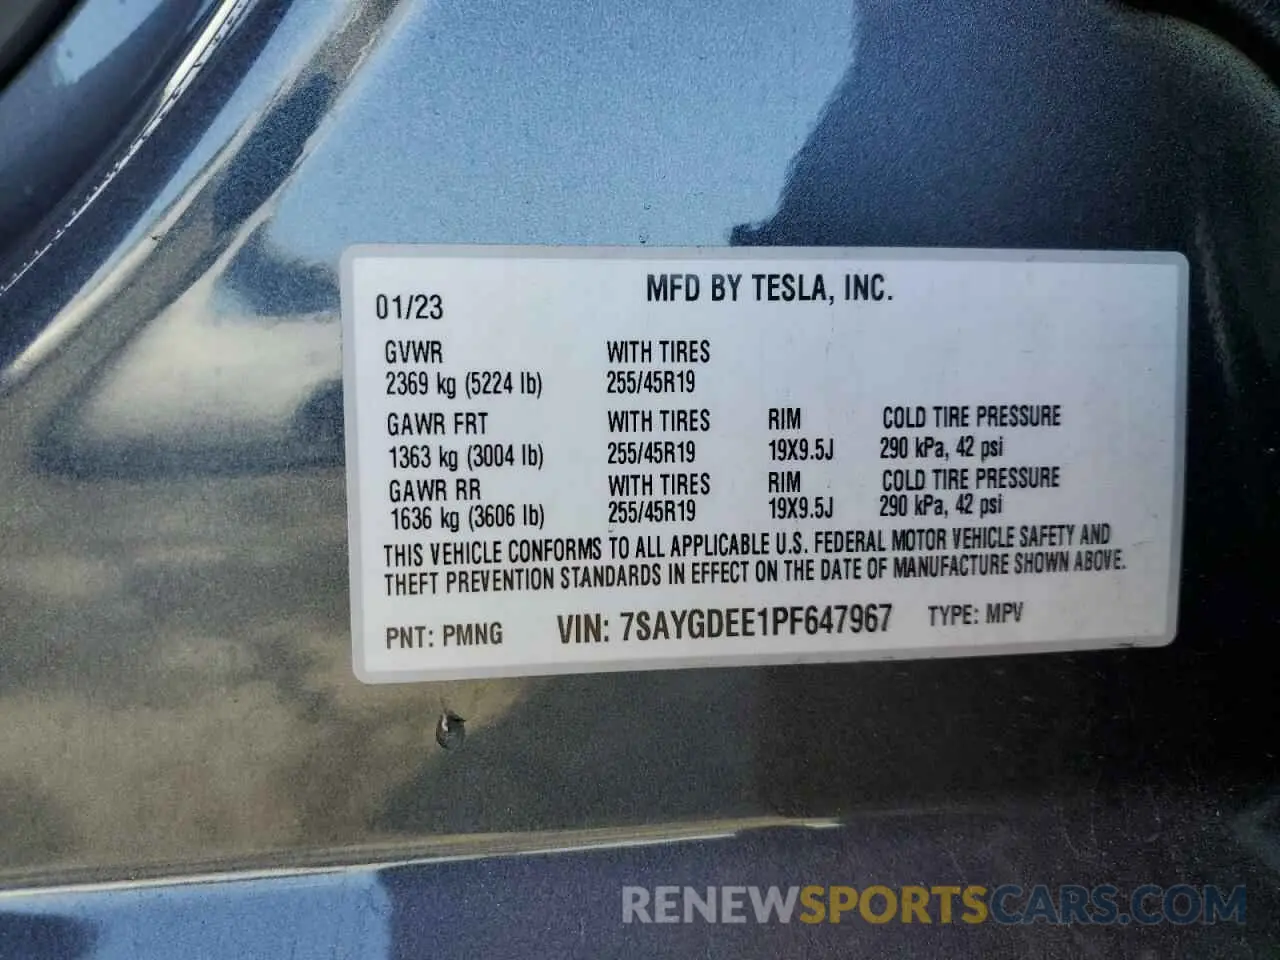 MFD BY TESLA, INC.
01/23
GVWR WITH TIRES
2369 kg (5224 lb) 255/45R19
GAWR FRT WITH TIRES RIM COLD TIRE PRESSURE
1363 kg (3004 lb) 255/45R19 19X9.5J 290 kPa, 42 psi
GAWR RR WITH TIRES RIM COLD TIRE PRESSURE
1636 kg (3606 lb) 255/45R19 19X9.5J 290 kPa, 42 psi
THIS VEHICLE CONFORMS TO ALL APPLICABLE U.S. FEDERAL MOTOR VEHICLE SAFETY AND
THEFT PREVENTION STANDARDS IN EFFECT ON THE DATE OF MANUFACTURE SHOWN ABOVE.
PNT: PMNG VIN: 7SAYGDEE1PF647967 TYPE: MPV
RENEWSPORTSCARS.COM